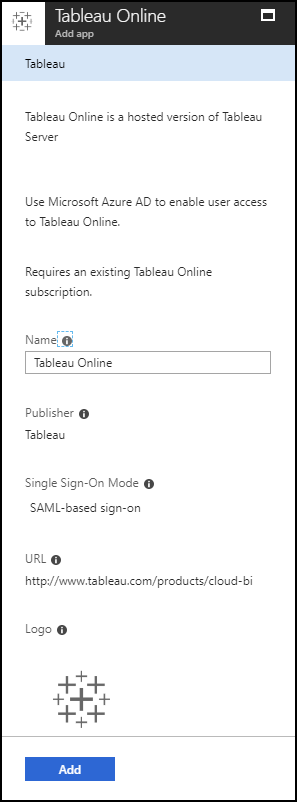 Tableau Online
Add app
Tableau
Tableau Online is a hosted version of Tableau
Server
Use Microsoft Azure AD to enable user access
to Tableau Online.
Requires an existing Tableau Online
subscription.
Name
Tableau Online
Publisher
Tableau
Single Sign-On Mode
SAML-based sign-on
URL
http://www.tableau.com/products/cloud-bi
Logo
Add